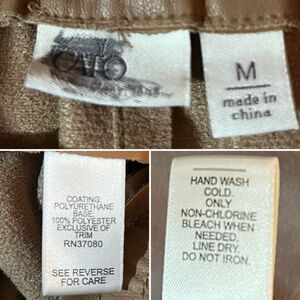 CATO
M
made in
china
COATING:
POLYURETHANE
BASE:
100% POLYESTER
EXCLUSIVE OF
TRIM
RN37080
SEE REVERSE
FOR CARE
HAND WASH
COLD.
ONLY
NON-CHLORINE
BLEACH WHEN
NEEDED.
LINE DRY.
DO NOT IRON.